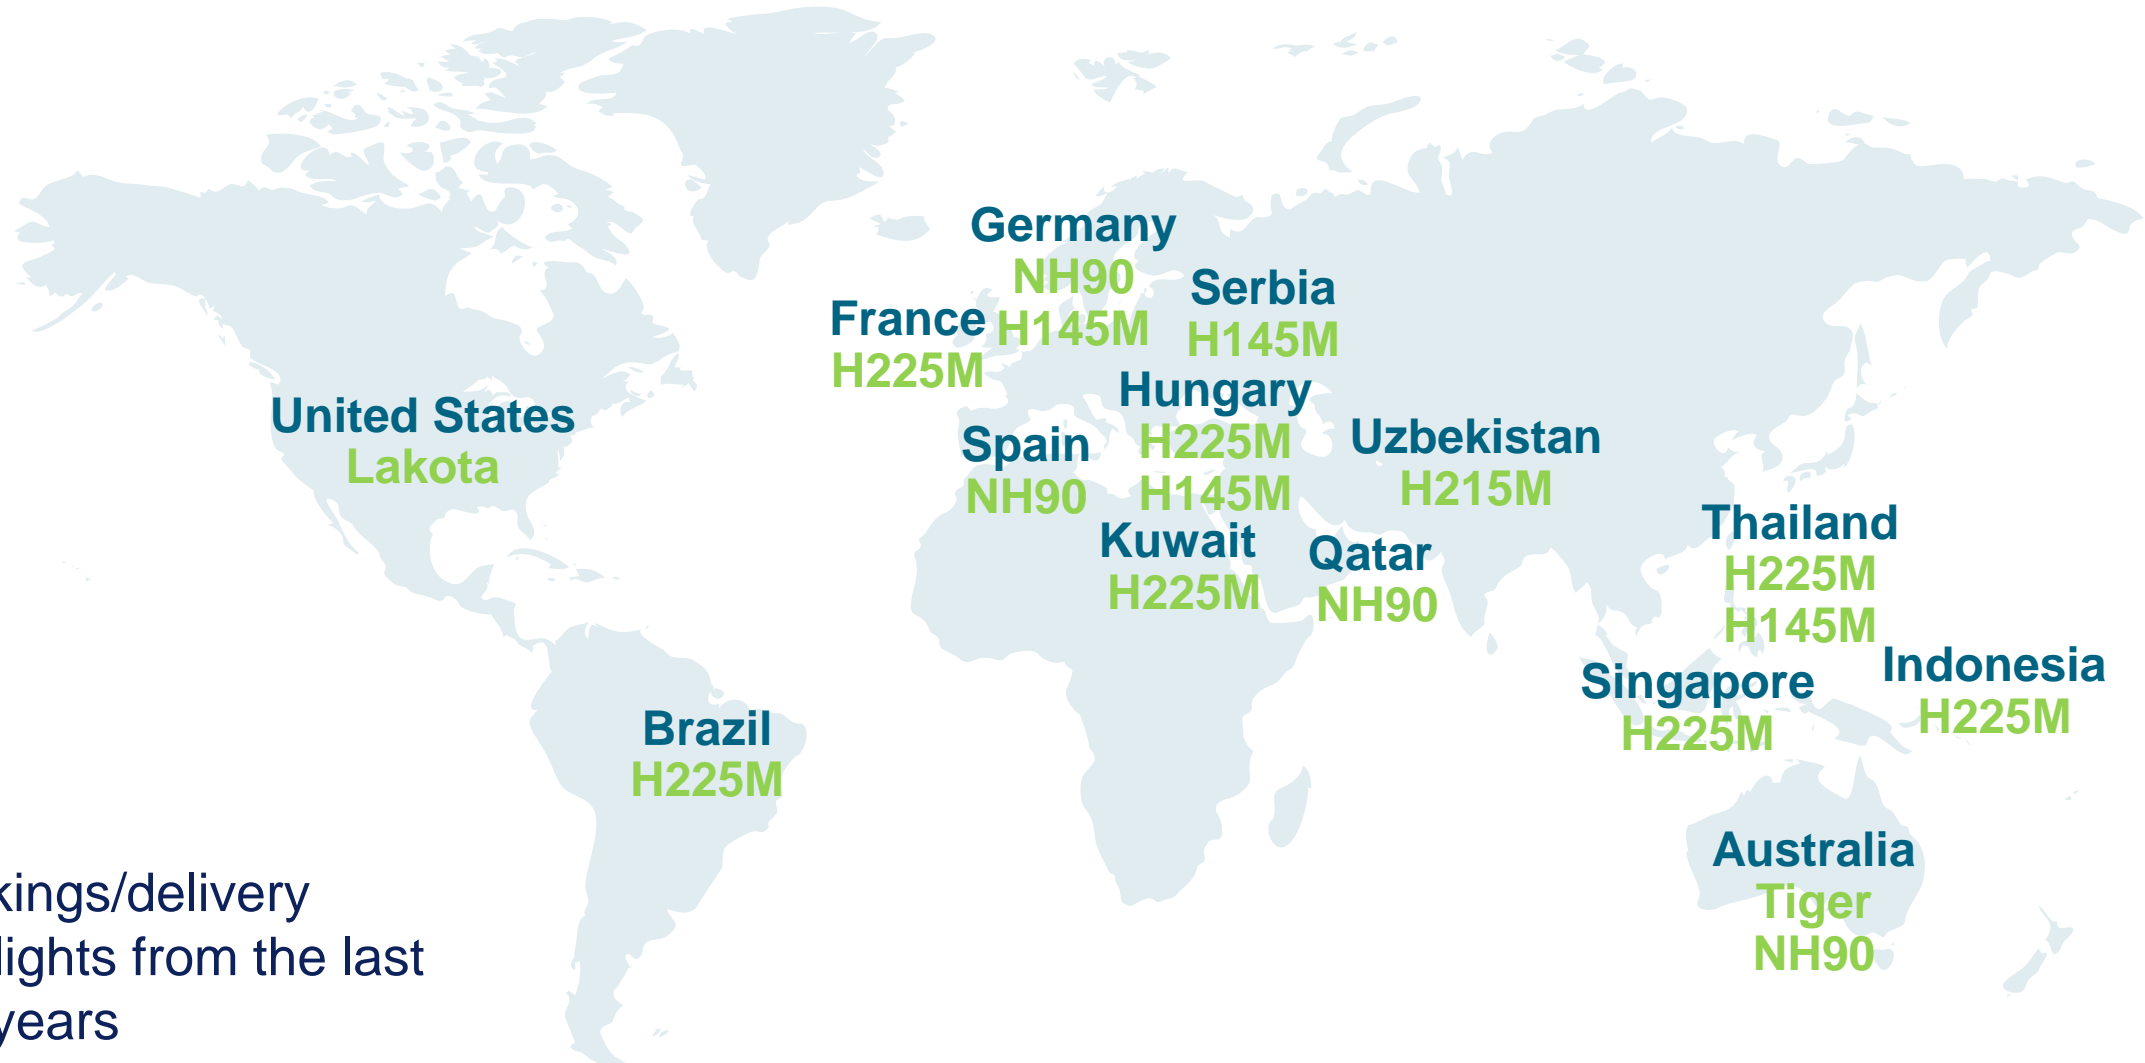 Germany
NH90
H145M
Serbia
H145M
France
H225M
Hungary
H225M
H145M
United States
Lakota
Spain
NH90
Uzbekistan
H215M
Kuwait
H225M
Qatar
NH90
Thailand
H225M
H145M
Singapore
H225M
Indonesia
H225M
Brazil
H225M
Australia
Tiger
NH90
kings/delivery
lights from the last
years